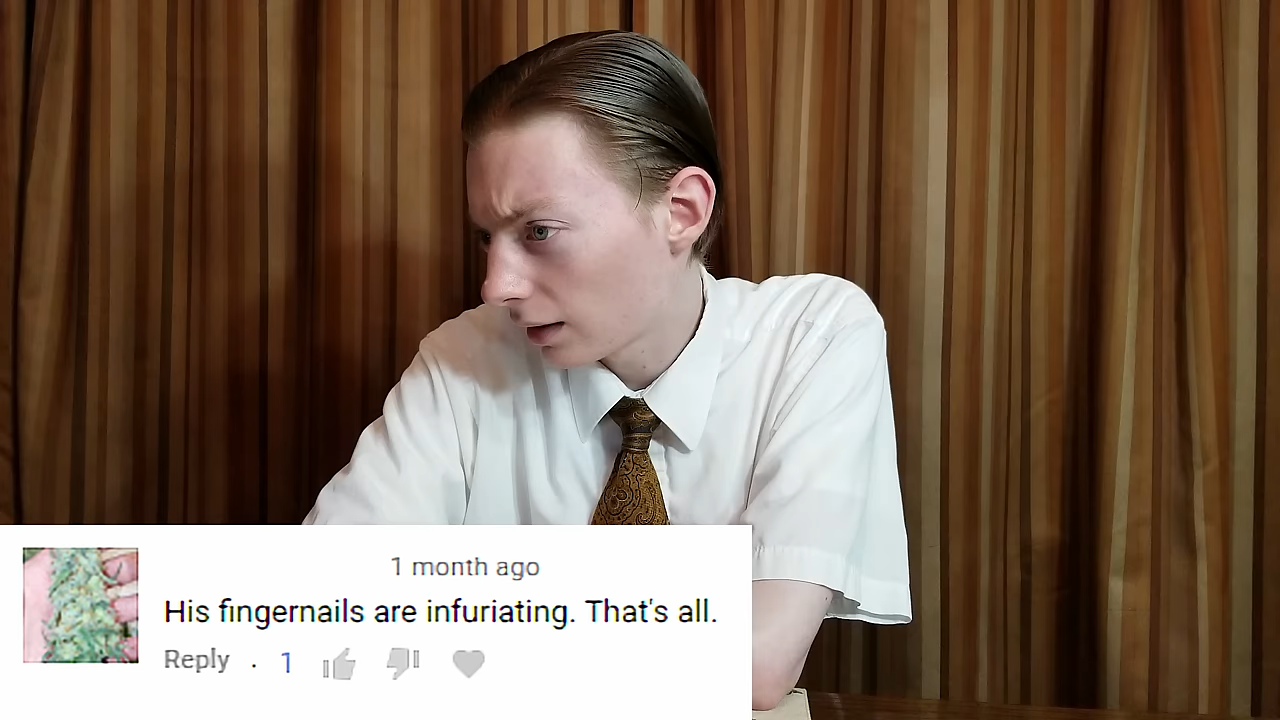 1 month ago
His fingernails are infuriating. That's all.
Reply · 1